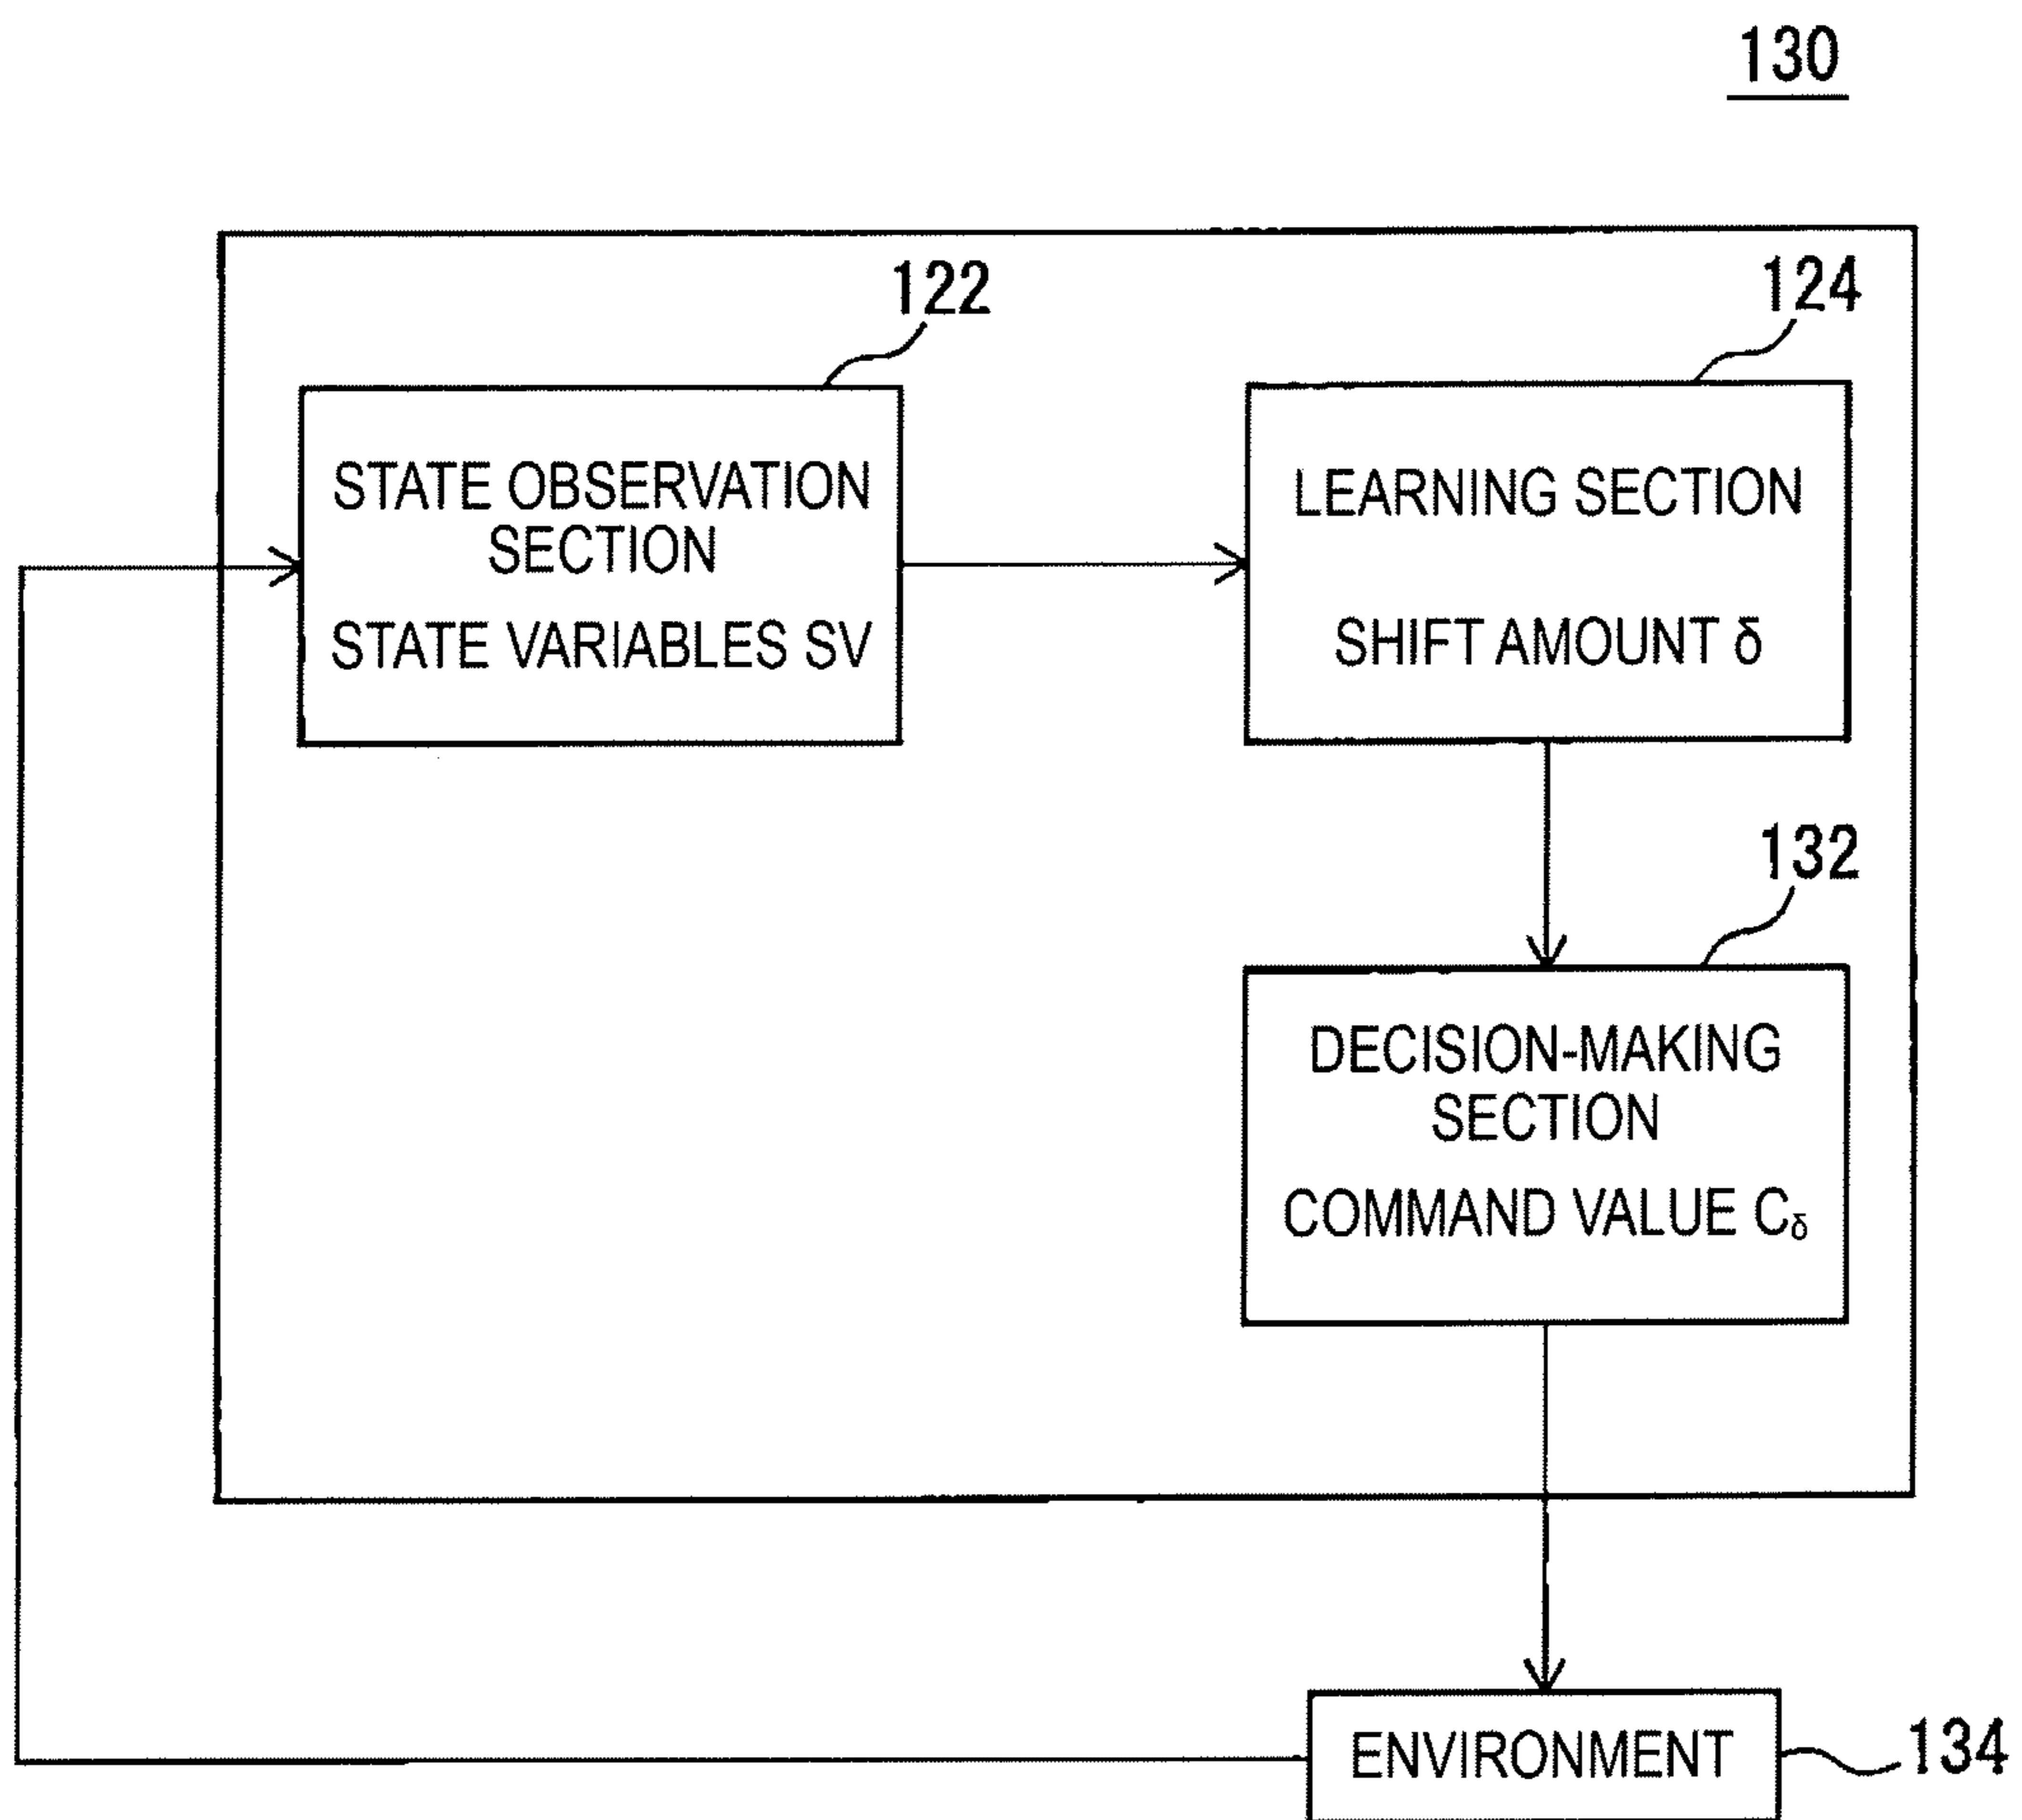 130
122
124
STATE OBSERVATION
SECTION
STATE VARIABLES SV
LEARNING SECTION
SHIFT AMOUNT δ
132
DECISION-MAKING
SECTION
COMMAND VALUE Cδ
ENVIRONMENT
134